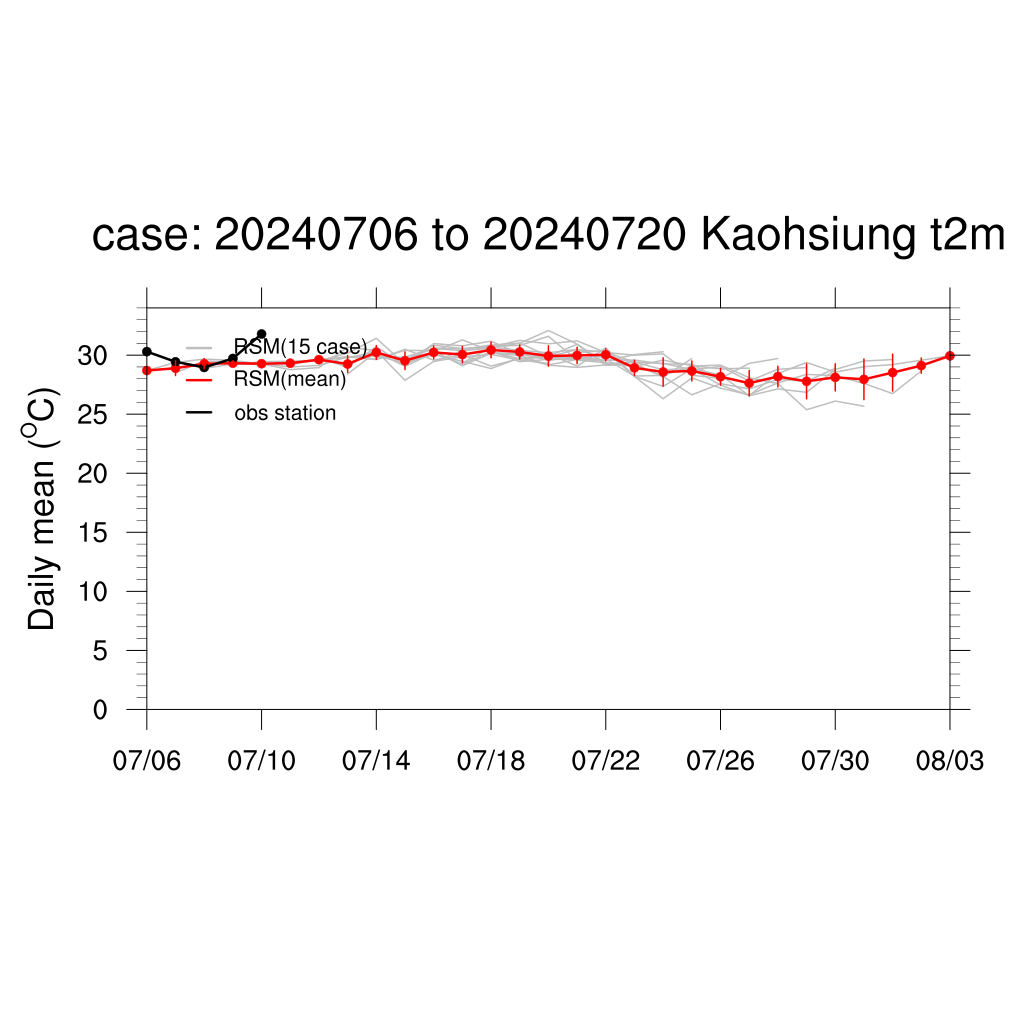 case: 20240706 to 20240720 Kaohsiung t2m
Daily mean (°C)
30
25
20
15
10
5
0
RSM(15 case)
RSM(mean)
obs station
07/06 07/10 07/14 07/18 07/22 07/26 07/30 08/03